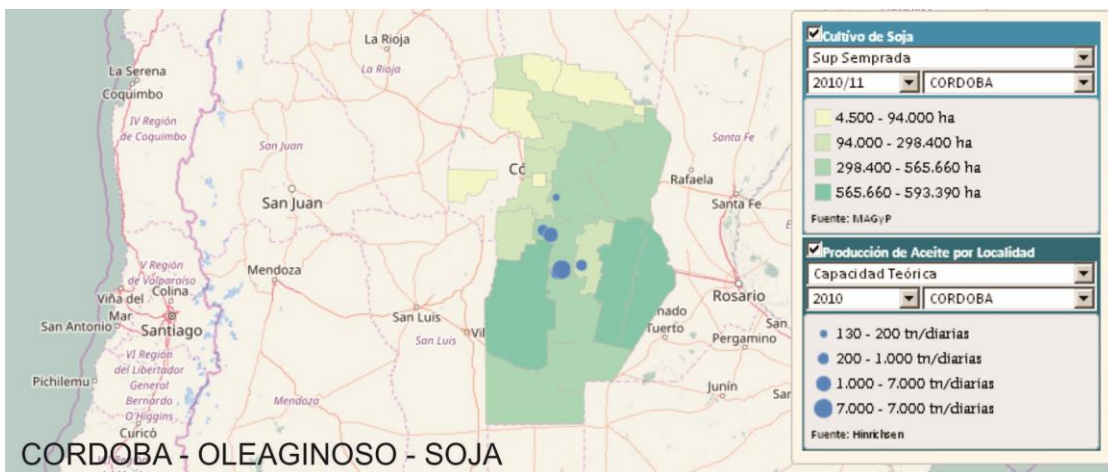 La Rioja
La Rioja
La Serena
Coquimbo
IV Región
de Coquimbo
San Juan
Santa Fe
Có
Rafaela
San Juan
Santa Fe
V Región
de Valparaíso
Mendoza
Viña del
Mar
Colina
Rosario
San Antonio
Santiago
San Luis
Vil
nado
Tuerto
San
San Luis
Pergamino
VI Región
del Libertador
General
Bernardo
O'Higgins
Pichilemu
Junín
Mendoza
Curicó
CORDOBA - OLEAGINOSO - SOJA
Cultivo de Soja
Sup Semprada
2010/11 CORDOBA
4.500 - 94.000 ha
94.000 - 298.400 ha
298.400 - 565.660 ha
565.660 - 593.390 ha
Fuente: MAGyP
Producción de Aceite por Localidad
Capacidad Teórica
2010 CORDOBA
130 - 200 tn/diarias
200 - 1.000 tn/diarias
1.000 - 7.000 tn/diarias
7.000 - 7.000 tn/diarias
Fuente: Hinrichsen